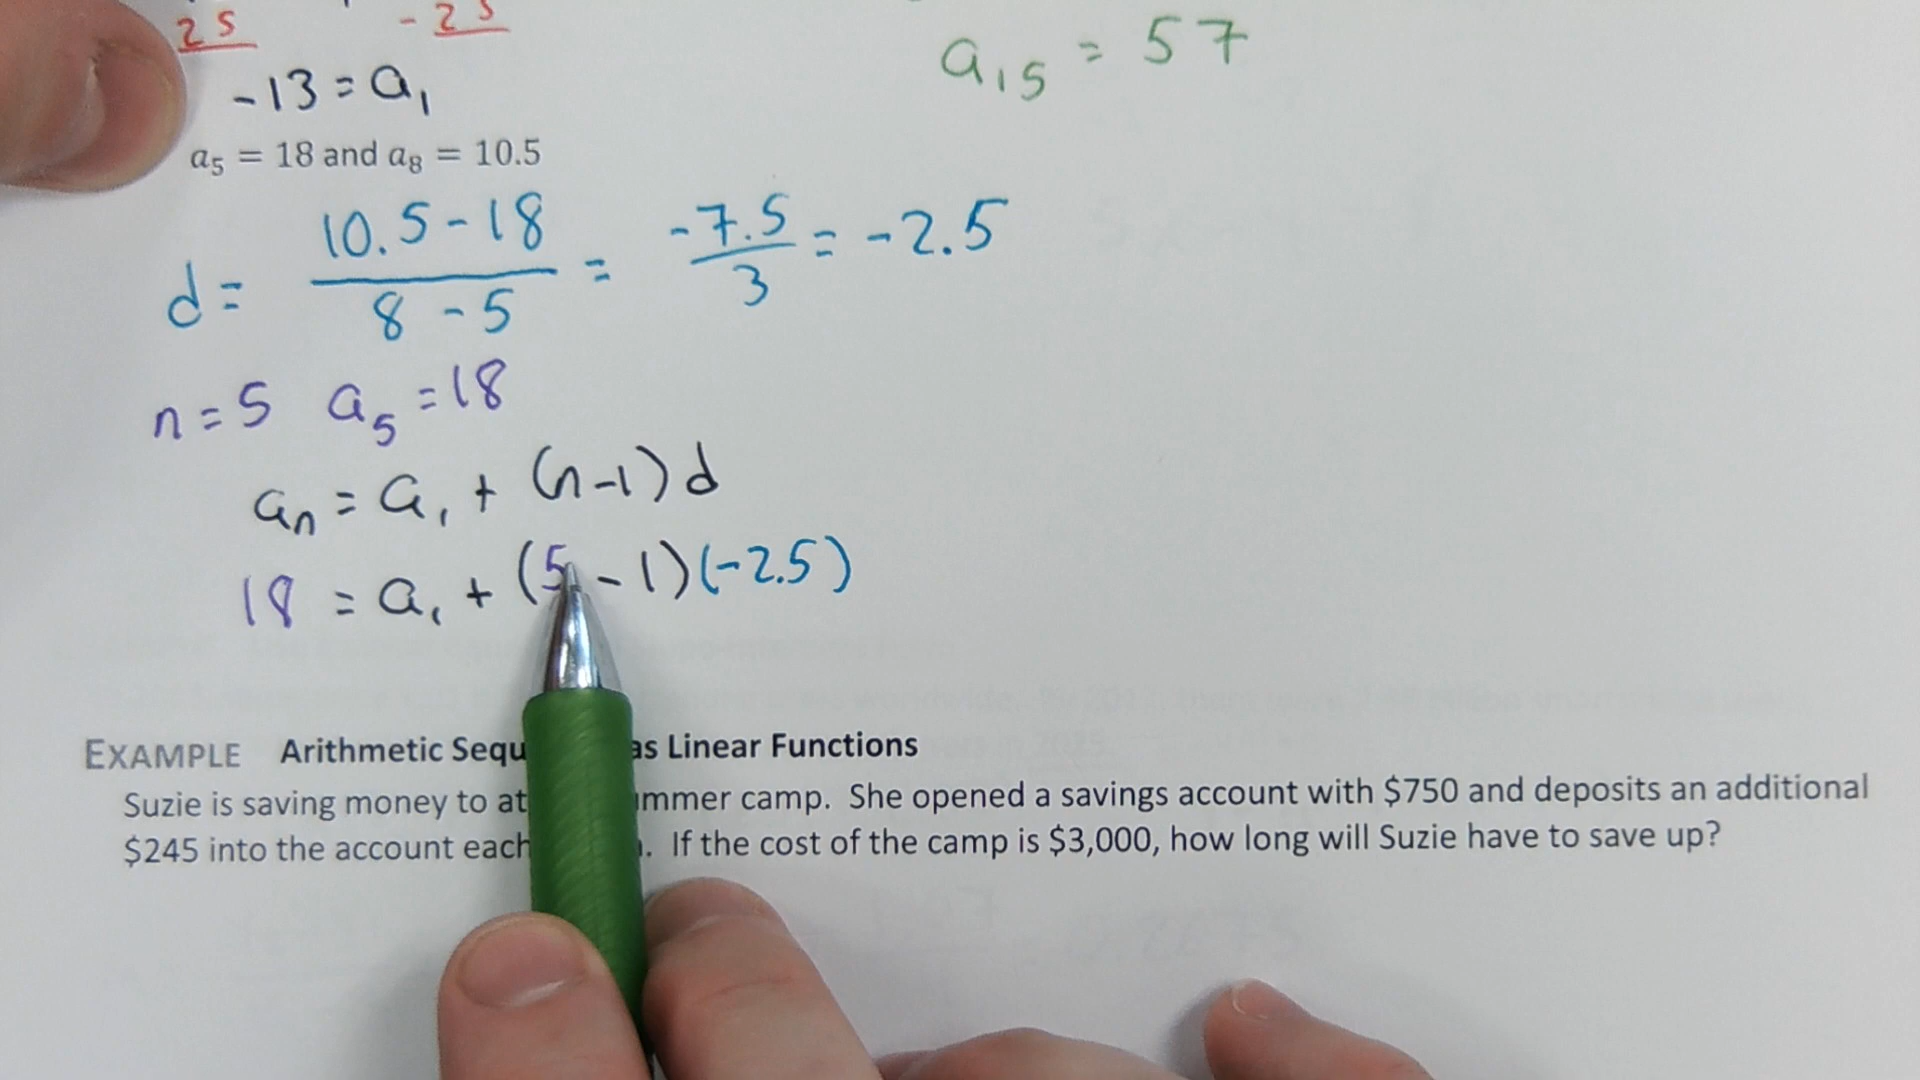 25 -25
a₁₅ = 57
-13 = a₁
a₅ = 18 and a₈ = 10.5
d = (10.5 - 18)/(8 - 5) = -7.5/3 = -2.5
n = 5 a₅ = 18
aₙ = a₁ + (n - 1) d
18 = a₁ + (5 - 1)(-2.5)
EXAMPLE Arithmetic Sequ as Linear Functions
Suzie is saving money to at mmer camp. She opened a savings account with $750 and deposits an additional
$245 into the account each . If the cost of the camp is $3,000, how long will Suzie have to save up?